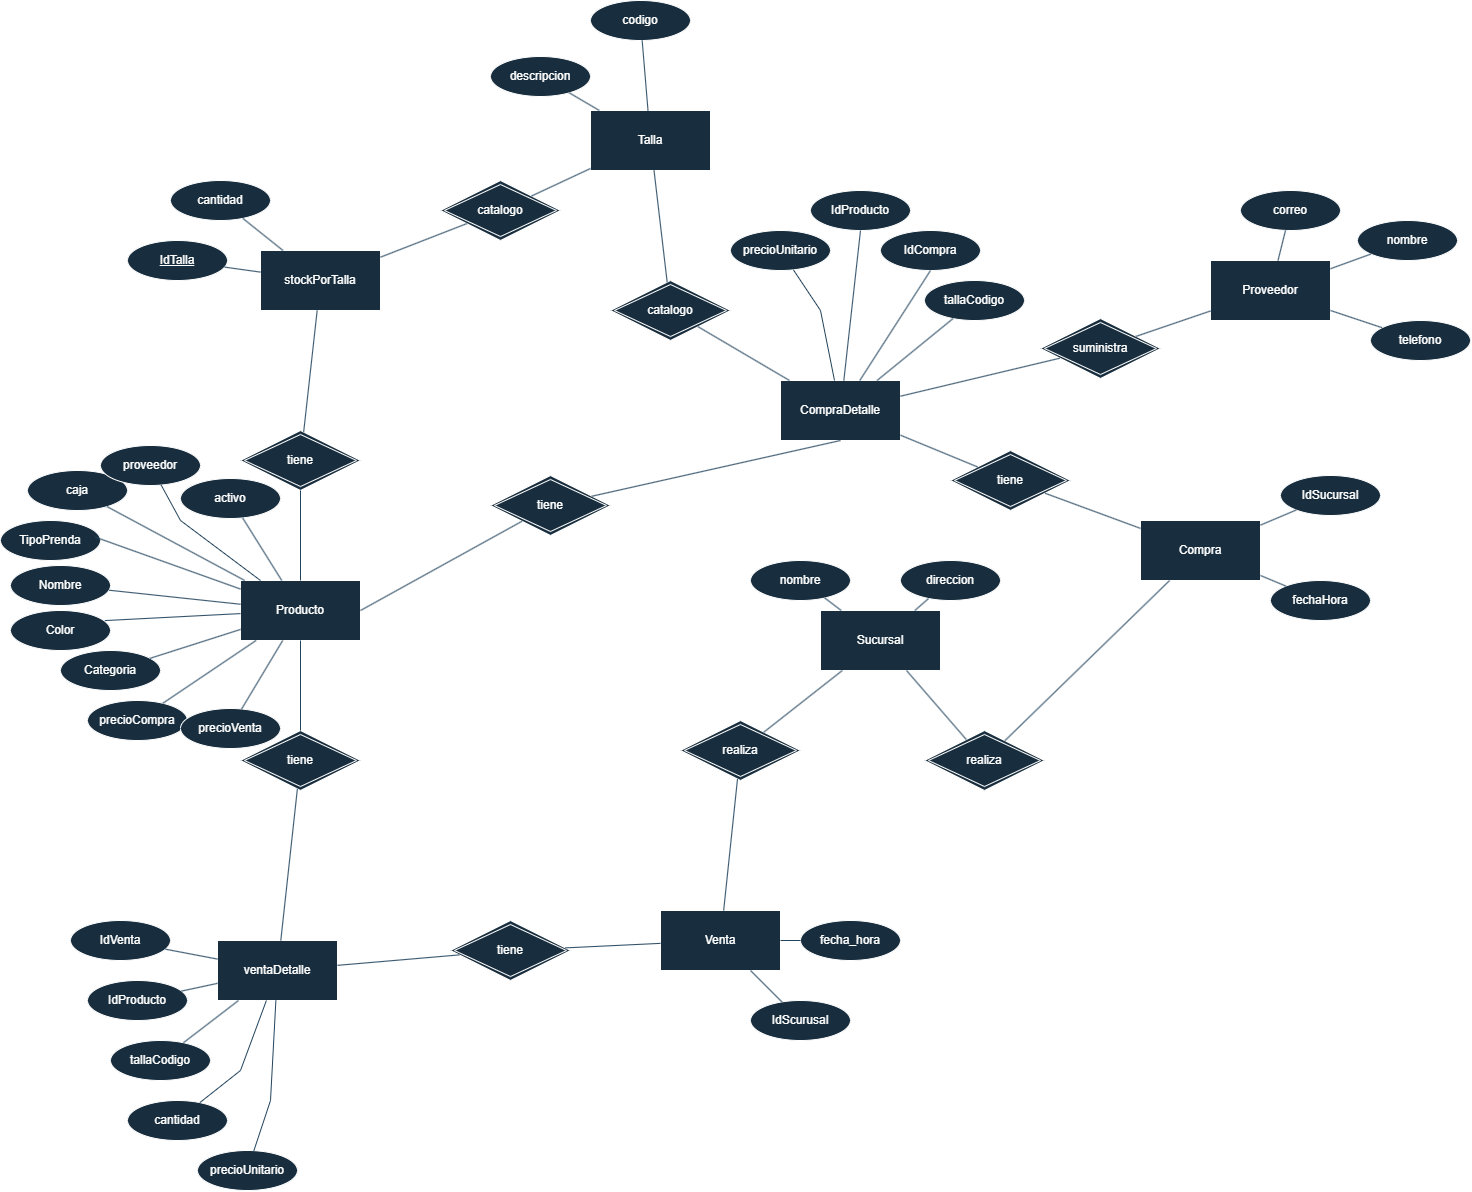 codigo
descripcion
Talla
cantidad
catalogo
IdTalla
stockPorTalla
IdProducto
precioUnitario
IdCompra
tallaCodigo
correo
nombre
Proveedor
telefono
catalogo
suministra
CompraDetalle
tiene
proveedor
caja
activo
TipoPrenda
Nombre
Producto
Color
Categoria
precioCompra
precioVenta
tiene
tiene
tiene
IdSucursal
Compra
fechaHora
nombre
direccion
Sucursal
realiza
realiza
IdVenta
ventaDetalle
IdProducto
tallaCodigo
cantidad
precioUnitario
tiene
Venta
fecha_hora
IdScurusal